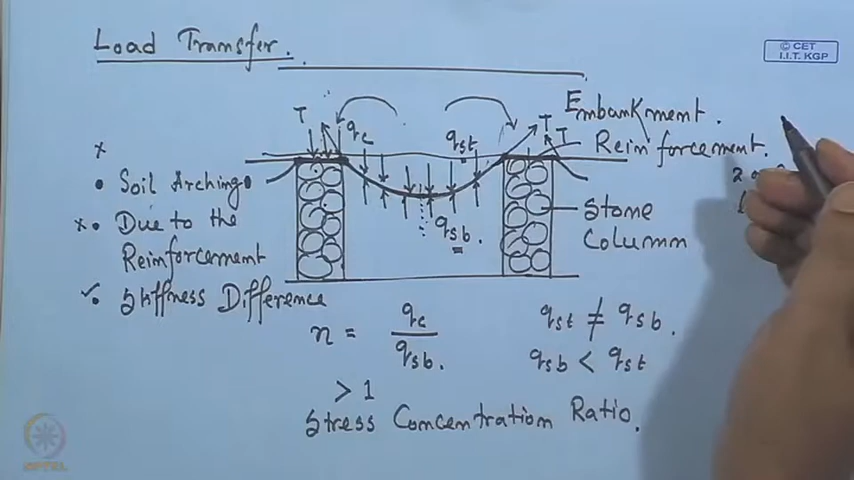 Load Transfer.
© CET
I.I.T. KGP
Embankment.
T
T
T
qc
qst
Reinforcement.
x
• Soil Arching •
x • Due to the
Reinforcement
✓ • Stiffness Difference
qsb.
Stone
Column
n = qc / qsb.
> 1
qst ≠ qsb.
qsb < qst
Stress Concentration Ratio.
NPTEL